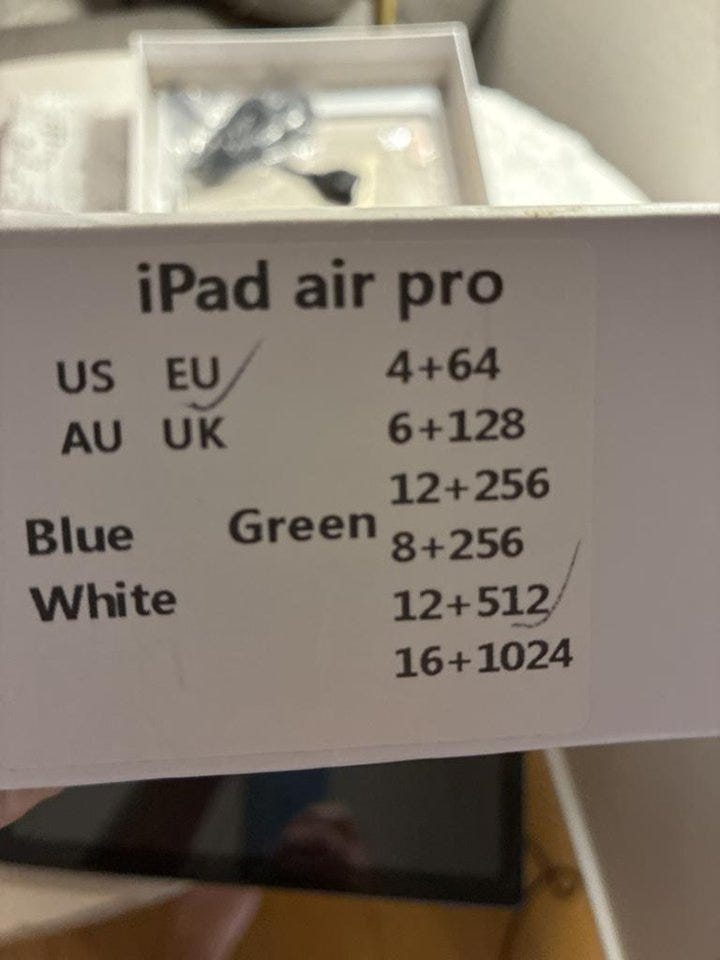 iPad air pro
US EU
AU UK
Blue Green
White
4+64
6+128
12+256
8+256
12+512
16+1024